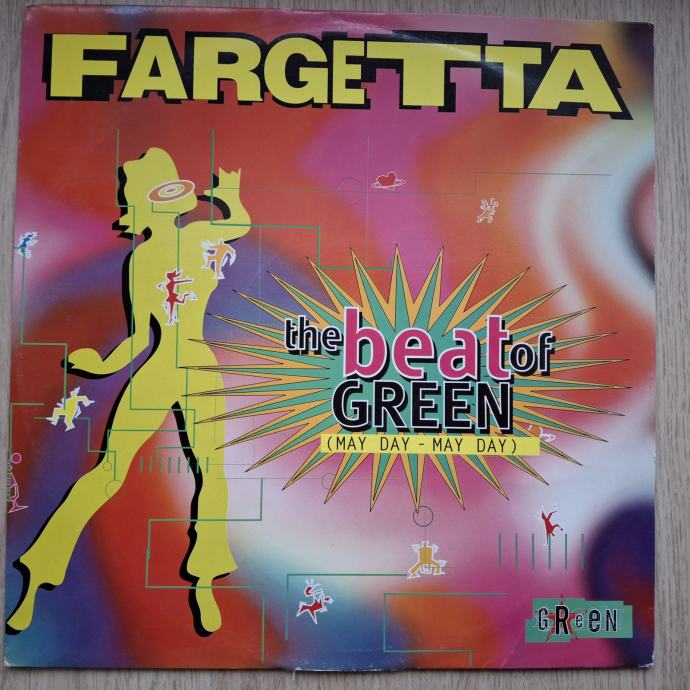 FARGETTA
the beat of
GREEN
(MAY DAY - MAY DAY)
GReeN